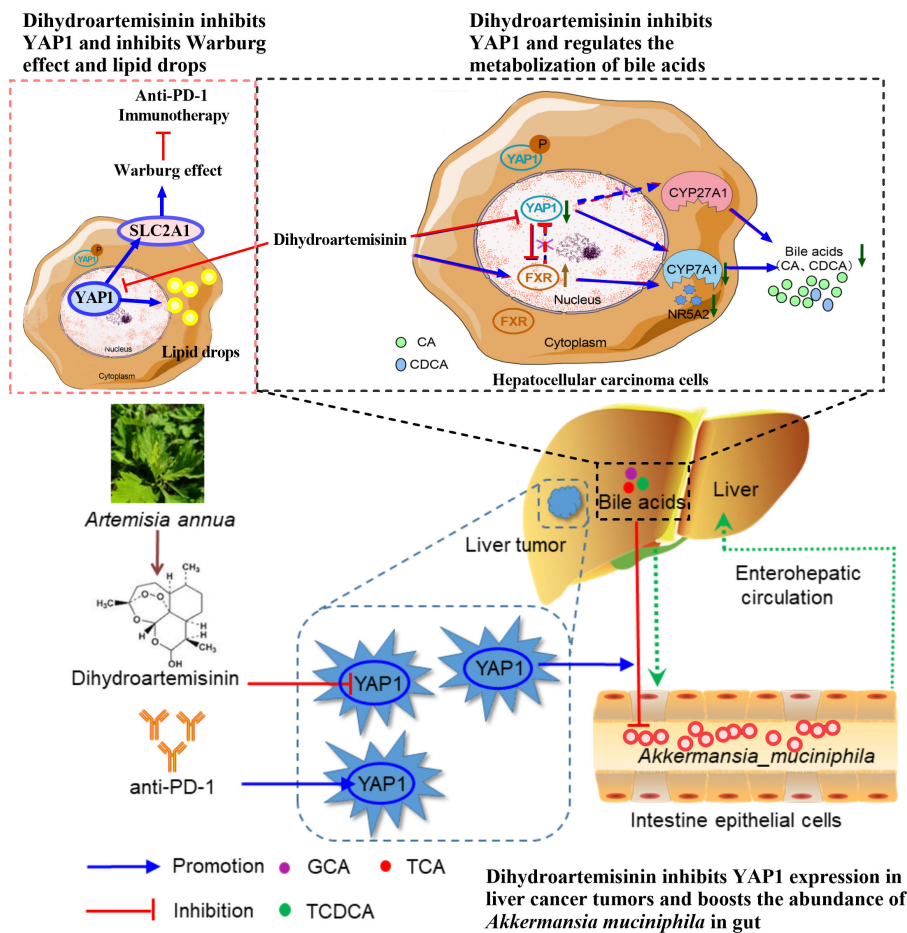 Dihydroartemisinin inhibits
YAP1 and inhibits Warburg
effect and lipid drops
Dihydroartemisinin inhibits
YAP1 and regulates the
metabolization of bile acids
Anti-PD-1
Immunotherapy
Warburg effect
SLC2A1
P
YAP1
YAP1
Lipid drops
Nucleus
Cytoplasm
Dihydroartemisinin
P
YAP1
YAP1
FXR
Nucleus
FXR
Cytoplasm
CYP27A1
CYP7A1
NR5A2
Bile acids
(CA、CDCA)
CA
CDCA
Hepatocellular carcinoma cells
Artemisia annua
CH₃
H
H₃C
O
O
O
H
O
H
H
CH₃
OH
Dihydroartemisinin
anti-PD-1
YAP1
YAP1
YAP1
Liver tumor
Bile acids
Liver
Enterohepatic
circulation
Akkermansia_muciniphila
Intestine epithelial cells
Promotion
GCA
TCA
Inhibition
TCDCA
Dihydroartemisinin inhibits YAP1 expression in
liver cancer tumors and boosts the abundance of
Akkermansia muciniphila in gut